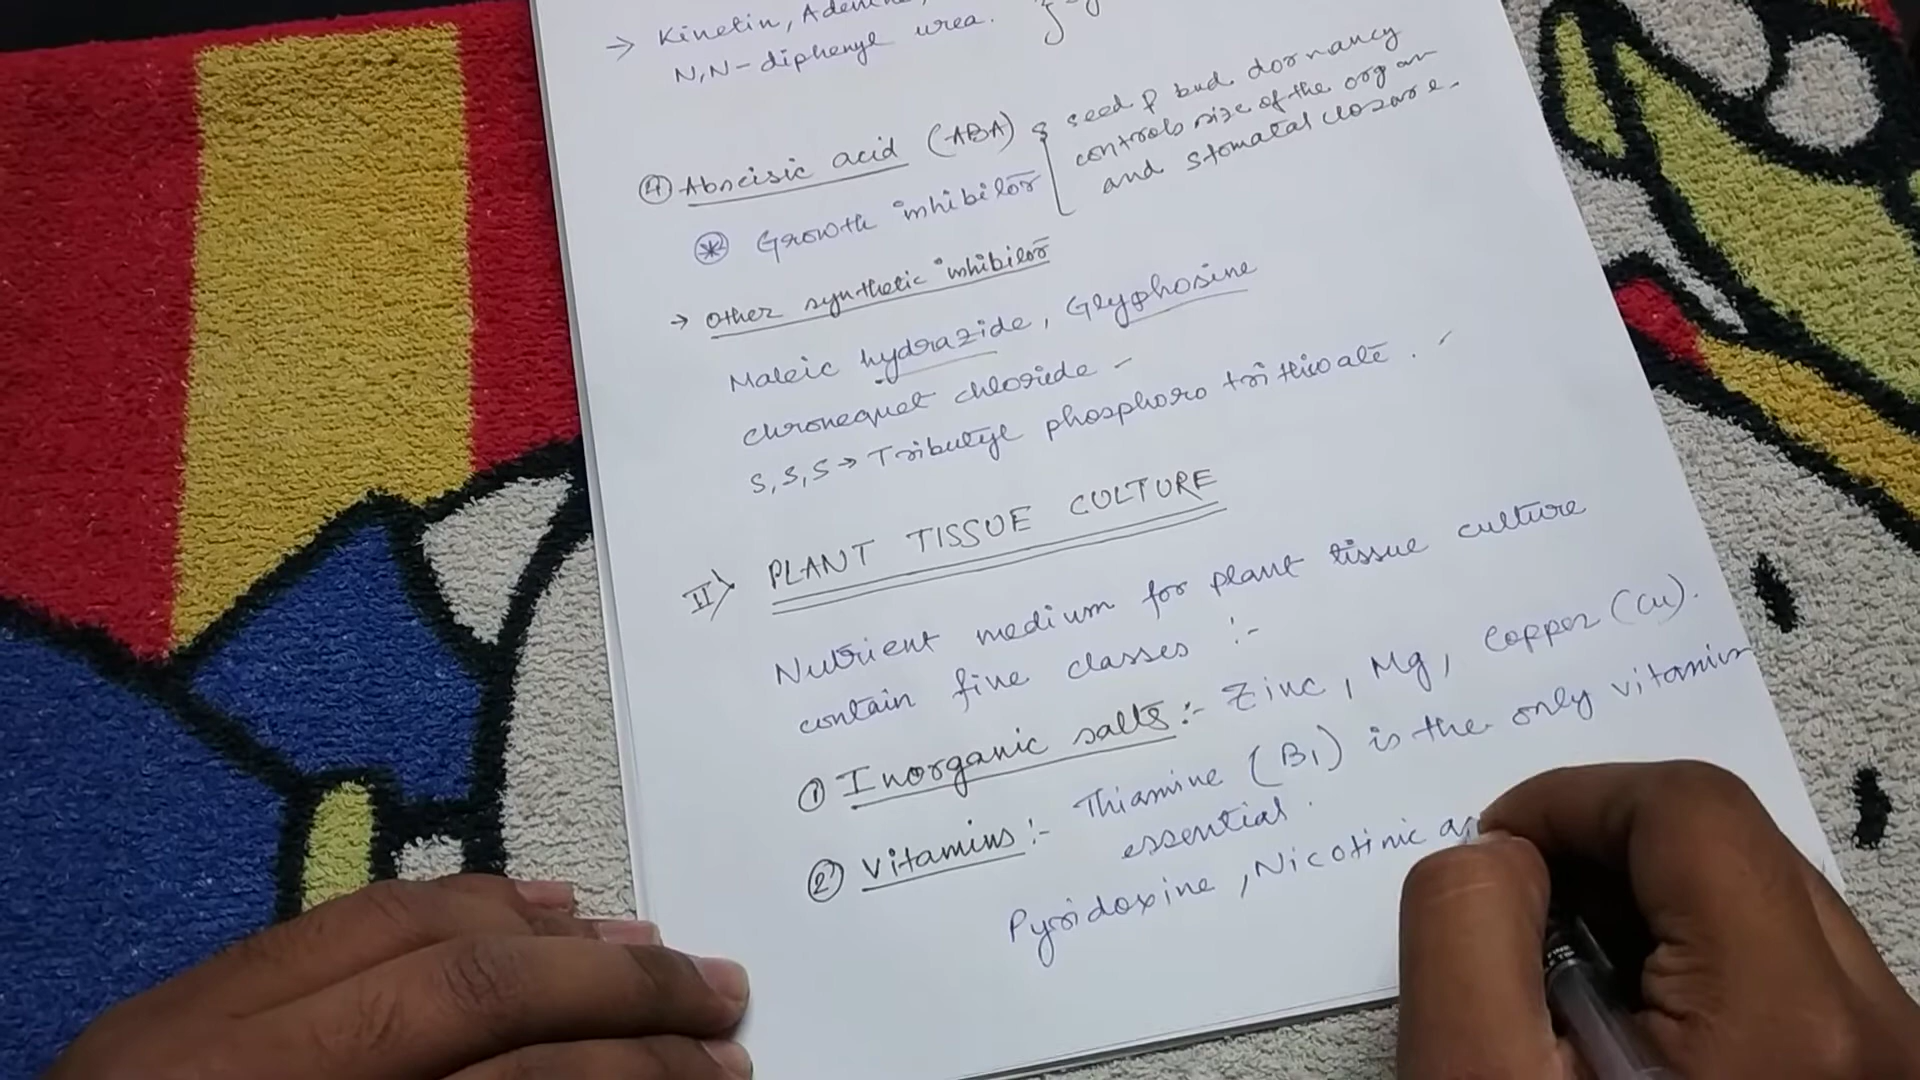 → Kinetin,
N,N-diphenyl urea.
④ Abscisic acid (ABA)
seed & bud dormancy
controls size of the organ
and stomatal closure.
Growth inhibitor
→ Other synthetic inhibitor
Maleic hydrazide, Glyphosine
chronequet chloride -
S,S,S → Tributyl phosphoro trithioate.
II) PLANT TISSUE CULTURE
Nutrient medium for plant tissue culture
contain five classes :-
① Inorganic salts :- Zinc, Mg, Copper (Cu).
② Vitamins :- Thiamine (B1) is the only vitamin
essential.
Pyridoxine, Nicotinic